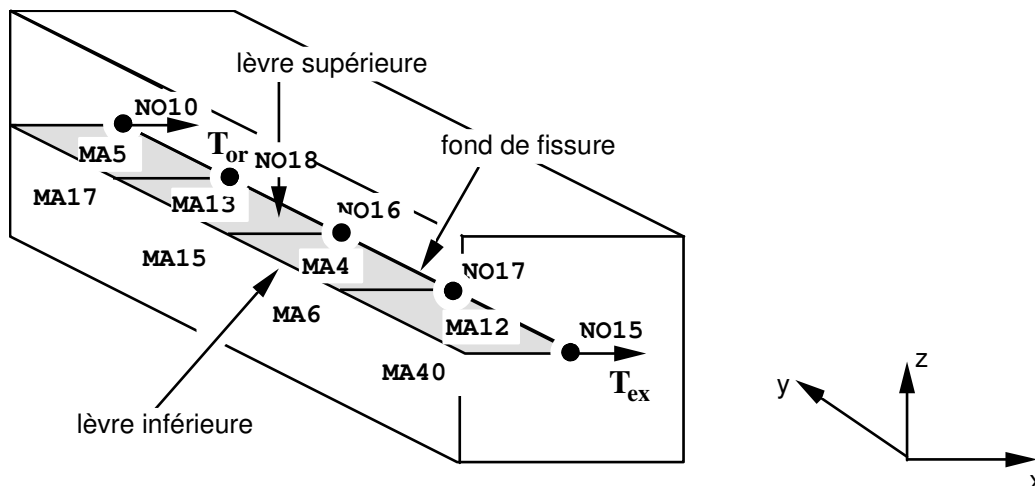 lèvre supérieure
NO10
fond de fissure
Tor
NO18
MA5
MA17
MA13
NO16
MA15
MA4
NO17
MA6
MA12
NO15
MA40
Tex
lèvre inférieure
z
y
x